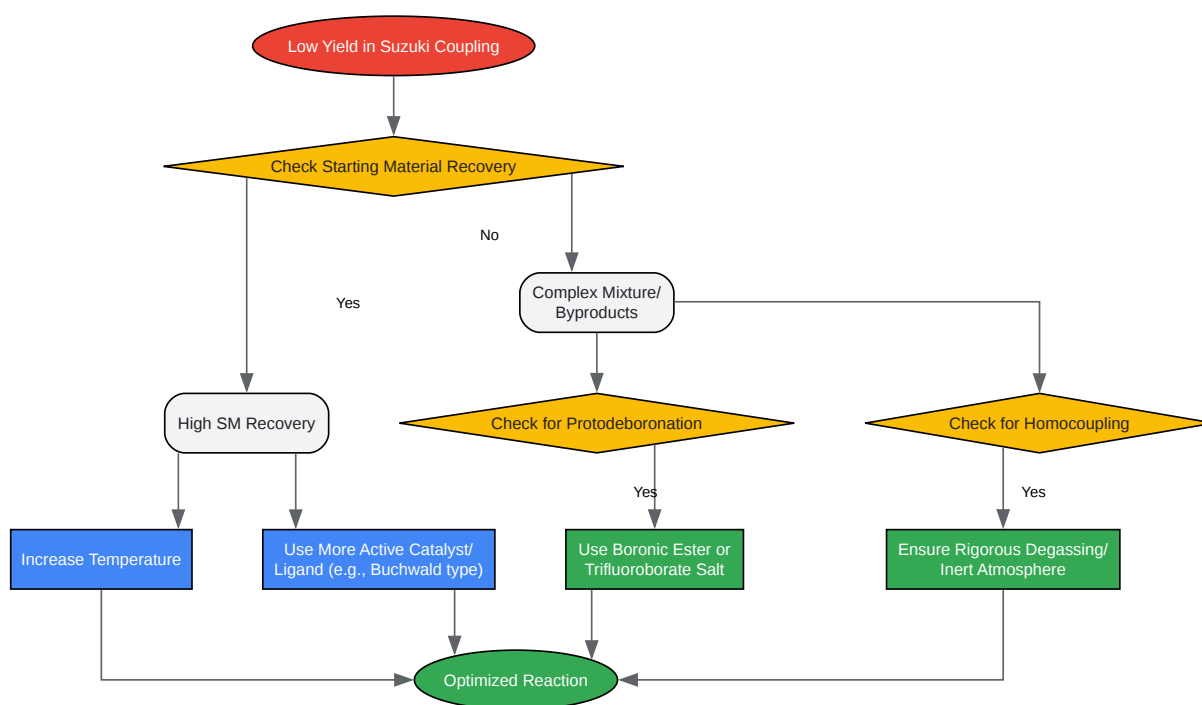 Low Yield in Suzuki Coupling
Check Starting Material Recovery
No
Yes
Complex Mixture/
Byproducts
High SM Recovery
Check for Protodeboronation
Check for Homocoupling
Yes
Yes
Increase Temperature
Use More Active Catalyst/
Ligand (e.g., Buchwald type)
Use Boronic Ester or
Trifluoroborate Salt
Ensure Rigorous Degassing/
Inert Atmosphere
Optimized Reaction